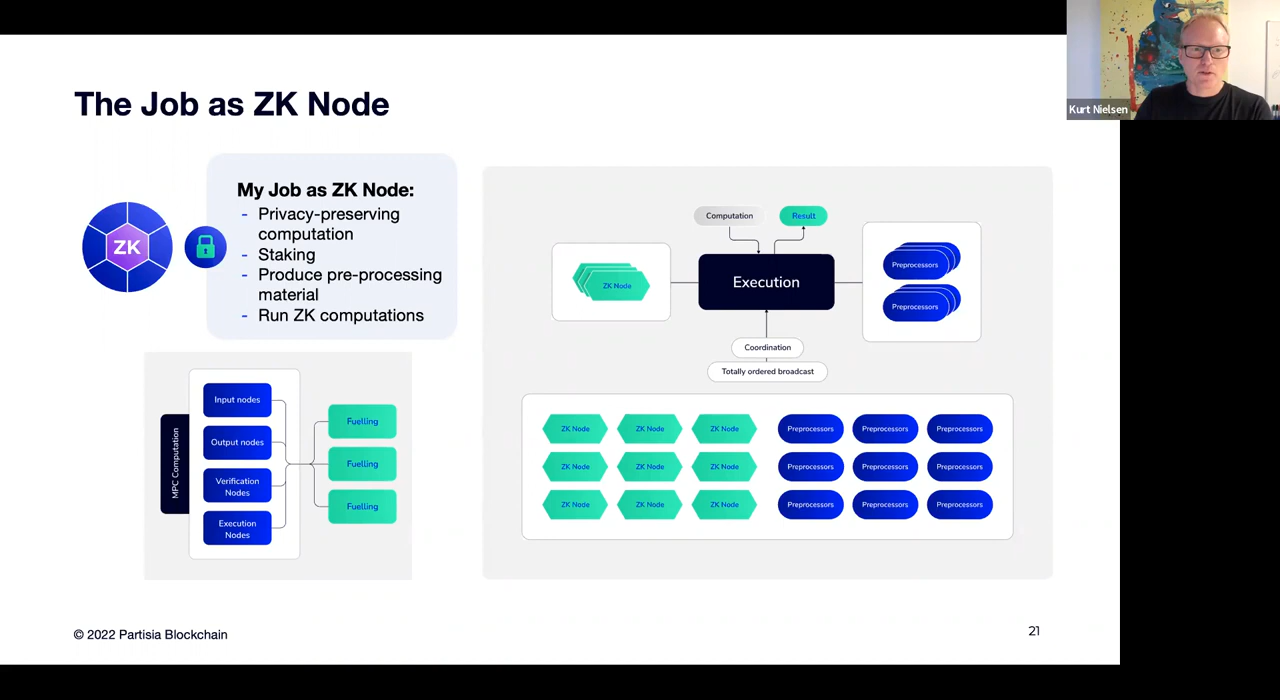 Kurt Nielsen
The Job as ZK Node
ZK
My Job as ZK Node:
- Privacy-preserving
computation
- Staking
- Produce pre-processing
material
- Run ZK computations
MPC Computation
Input nodes
Output nodes
Verification
Nodes
Execution
Nodes
Fuelling
Fuelling
Fuelling
Computation
Result
ZK Node
Execution
Preprocessors
Preprocessors
Coordination
Totally ordered broadcast
ZK Node ZK Node ZK Node Preprocessors Preprocessors Preprocessors
ZK Node ZK Node ZK Node Preprocessors Preprocessors Preprocessors
ZK Node ZK Node ZK Node Preprocessors Preprocessors Preprocessors
© 2022 Partisia Blockchain
21